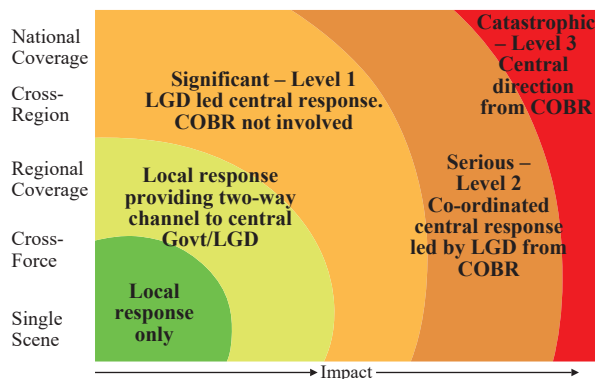 National
Coverage
Cross-
Region
Regional
Coverage
Cross-
Force
Single
Scene
Catastrophic
– Level 3
Central
direction
from COBR
Significant – Level 1
LGD led central response.
COBR not involved
Serious –
Level 2
Co-ordinated
central response
led by LGD from
COBR
Local response
providing two-way
channel to central
Govt/LGD
Local
response
only
Impact